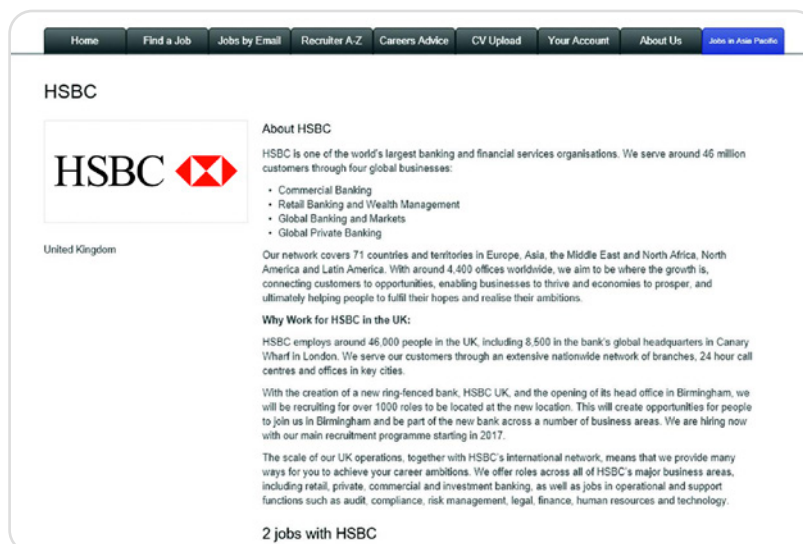 Home Find a Job Jobs by Email Recruiter A-Z Careers Advice CV Upload Your Account About Us Jobs in Asia Pacific
HSBC
HSBC
United Kingdom
About HSBC
HSBC is one of the world's largest banking and financial services organisations. We serve around 46 million
customers through four global businesses:
• Commercial Banking
• Retail Banking and Wealth Management
• Global Banking and Markets
• Global Private Banking
Our network covers 71 countries and territories in Europe, Asia, the Middle East and North Africa, North
America and Latin America. With around 4,400 offices worldwide, we aim to be where the growth is,
connecting customers to opportunities, enabling businesses to thrive and economies to prosper, and
ultimately helping people to fulfil their hopes and realise their ambitions.
Why Work for HSBC in the UK:
HSBC employs around 46,000 people in the UK, including 8,500 in the bank's global headquarters in Canary
Wharf in London. We serve our customers through an extensive nationwide network of branches, 24 hour call
centres and offices in key cities.
With the creation of a new ring-fenced bank, HSBC UK, and the opening of its head office in Birmingham, we
will be recruiting for over 1000 roles to be located at the new location. This will create opportunities for people
to join us in Birmingham and be part of the new bank across a number of business areas. We are hiring now
with our main recruitment programme starting in 2017.
The scale of our UK operations, together with HSBC's international network, means that we provide many
ways for you to achieve your career ambitions. We offer roles across all of HSBC's major business areas,
including retail, private, commercial and investment banking, as well as jobs in operational and support
functions such as audit, compliance, risk management, legal, finance, human resources and technology.
2 jobs with HSBC